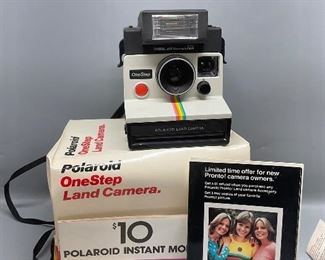 OneStep
POLAROID LAND CAMERA
Polaroid
OneStep
Land Camera.
Polaroid
OneStep
Land Camera.
$10
POLAROID INSTANT MO
Limited time offer for new
Pronto! camera owners.